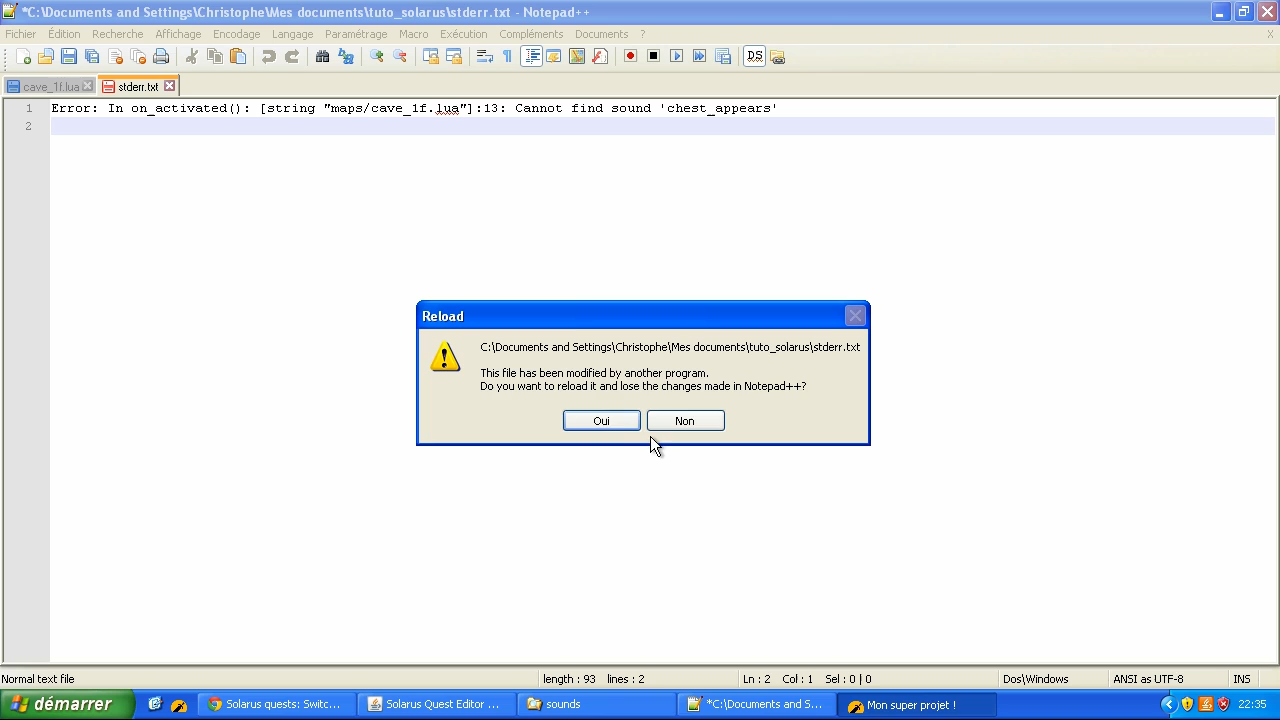 *C:\Documents and Settings\Christophe\Mes documents\tuto_solarus\stderr.txt - Notepad++
Fichier Édition Recherche Affichage Encodage Langage Paramétrage Macro Exécution Compléments Documents ? X
cave_1f.lua stderr.txt
1 Error: In on_activated(): [string "maps/cave_1f.lua"]:13: Cannot find sound 'chest_appears'
2
Reload
C:\Documents and Settings\Christophe\Mes documents\tuto_solarus\stderr.txt
This file has been modified by another program.
Do you want to reload it and lose the changes made in Notepad++?
Oui Non
Normal text file length : 93 lines : 2 Ln : 2 Col : 1 Sel : 0 | 0 Dos\Windows ANSI as UTF-8 INS
démarrer Solarus quests: Switc... Solarus Quest Editor ... sounds *C:\Documents and S... Mon super projet ! 22:35